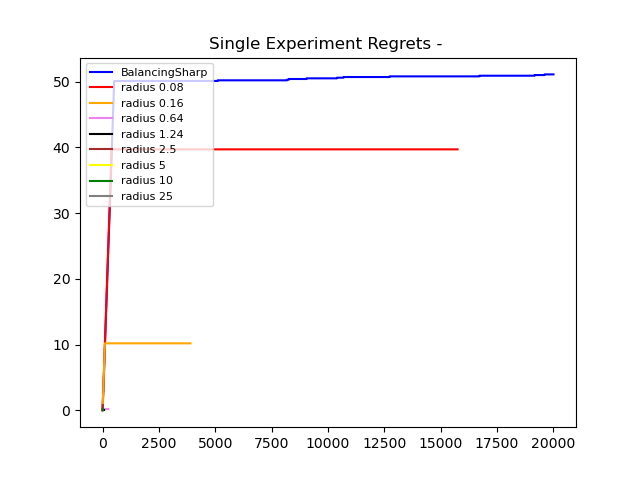 Single Experiment Regrets -
BalancingSharp
radius 0.08
radius 0.16
radius 0.64
radius 1.24
radius 2.5
radius 5
radius 10
radius 25
50
40
30
20
10
0
0 2500 5000 7500 10000 12500 15000 17500 20000